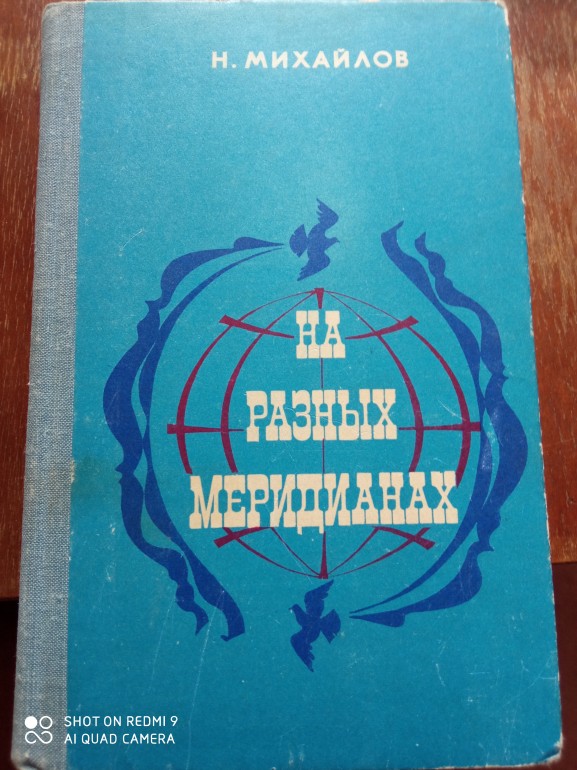 Н. МИХАЙЛОВ
НА
РАЗНЫХ
МЕРИДИАНАХ
SHOT ON REDMI 9
AI QUAD CAMERA